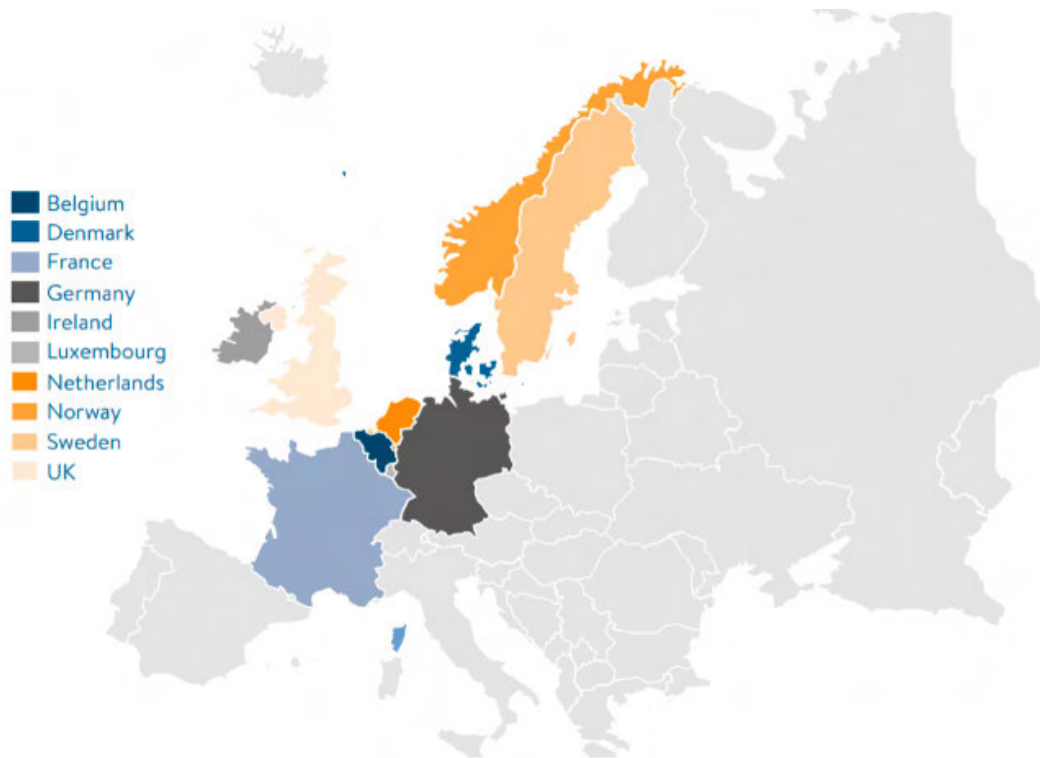 Belgium
Denmark
France
Germany
Ireland
Luxembourg
Netherlands
Norway
Sweden
UK